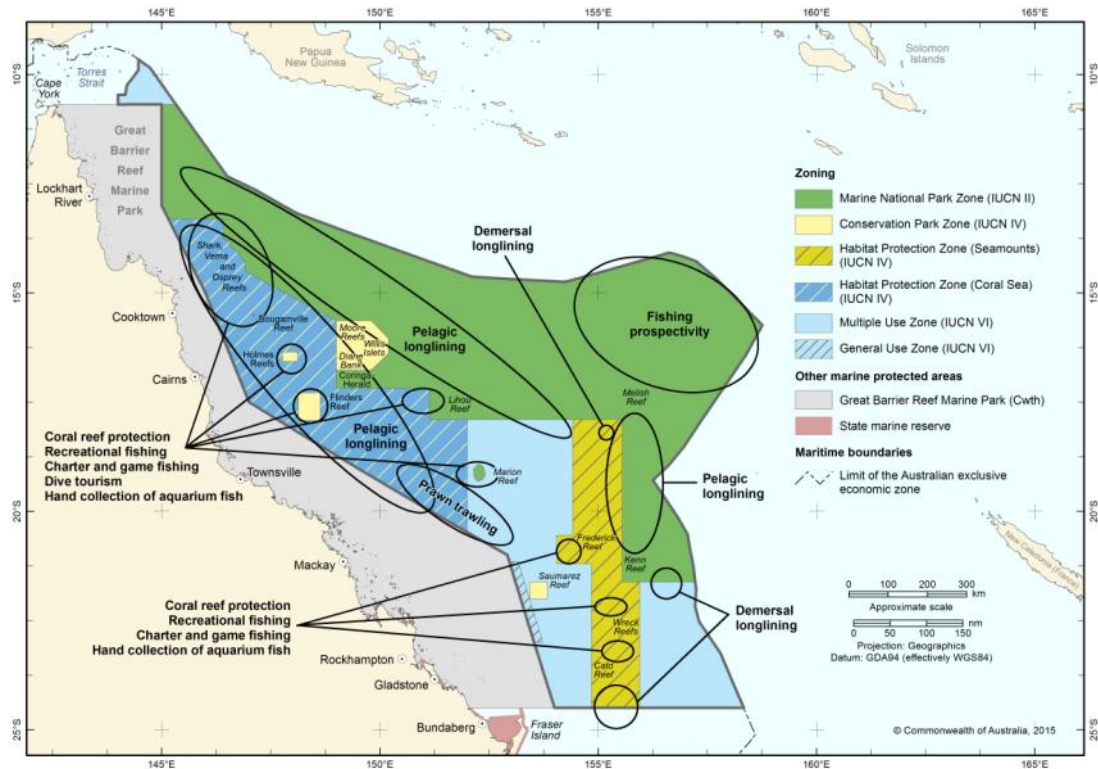 145°E
150°E
155°E
160°E
165°E
10°S
15°S
20°S
25°S
Papua
New Guinea
Solomon
Islands
Torres
Strait
Cape
York
Great
Barrier
Reef
Marine
Park
Lockhart
River
Cooktown
Cairns
Townsville
Mackay
Rockhampton
Gladstone
Bundaberg
Fraser
Island
New Caledonia (France)
Shark,
Vema
and
Osprey
Reefs
Bougainville
Reef
Holmes
Reefs
Flinders
Reef
Moore
Reefs
Willis
Islets
Diane
Bank
Coringa
Herald
Lihou
Reef
Marion
Reef
Melish
Reef
Frederick
Reef
Kenn Reef
Saumarez
Reef
Wreck
Reefs
Cato
Reef
Demersal
longlining
Pelagic
longlining
Fishing
prospectivity
Pelagic
longlining
Prawn trawling
Pelagic
longlining
Demersal
longlining
Coral reef protection
Recreational fishing
Charter and game fishing
Dive tourism
Hand collection of aquarium fish
Coral reef protection
Recreational fishing
Charter and game fishing
Hand collection of aquarium fish
Zoning
Marine National Park Zone (IUCN II)
Conservation Park Zone (IUCN IV)
Habitat Protection Zone (Seamounts)
(IUCN IV)
Habitat Protection Zone (Coral Sea)
(IUCN IV)
Multiple Use Zone (IUCN VI)
General Use Zone (IUCN VI)
Other marine protected areas
Great Barrier Reef Marine Park (Cwth)
State marine reserve
Maritime boundaries
Limit of the Australian exclusive
economic zone
0 100 200 300
km
Approximate scale
0 50 100 150
nm
Projection: Geographics
Datum: GDA94 (effectively WGS84)
© Commonwealth of Australia, 2015
145°E
150°E
155°E
160°E
165°E
10°S
15°S
20°S
25°S